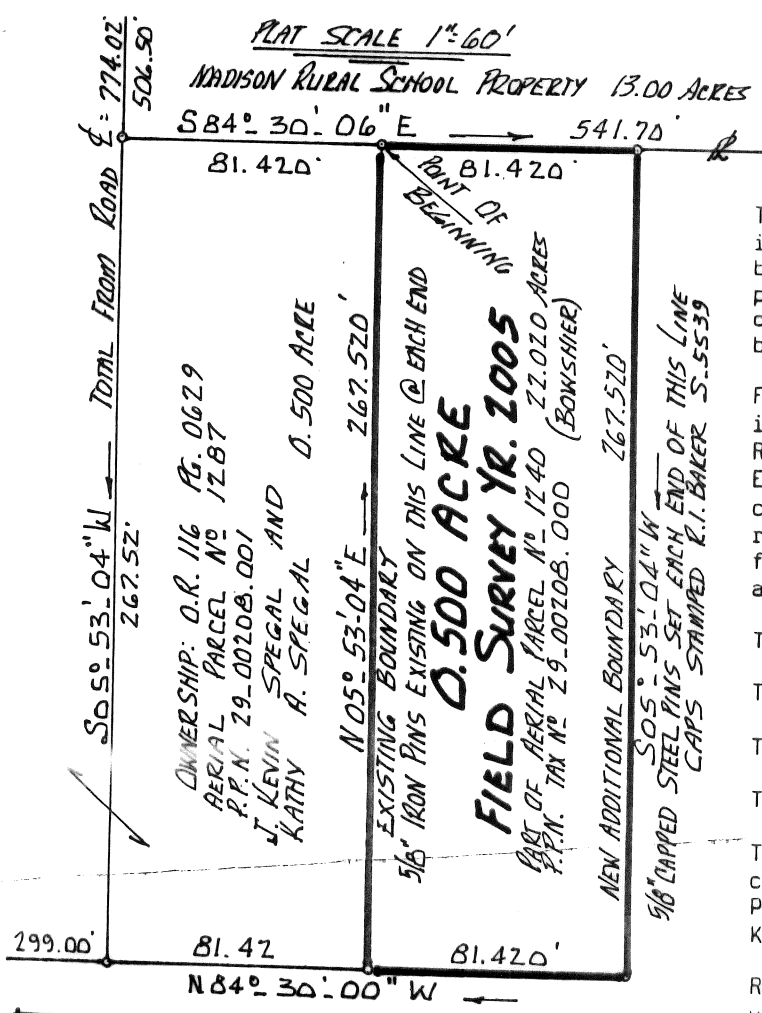 PLAT SCALE 1"=60'
MADISON RURAL SCHOOL PROPERTY 13.00 ACRES
S84°-30'-06"E
541.70'
℄ = 774.02'
506.50'
TOTAL FROM ROAD
81.420'
81.420'
POINT OF
BEGINNING
S05°-53'-04"W
267.52'
OWNERSHIP: O.R. 116 PG. 0629
AERIAL PARCEL Nº 1287
P.P.N. 29-00208.001
J. KEVIN SPEGAL AND
KATHY A. SPEGAL 0.500 ACRE
N05°-53'-04"E
267.520'
EXISTING BOUNDARY
5/8" IRON PINS EXISTING ON THIS LINE @ EACH END
0.500 ACRE
FIELD SURVEY YR. 2005
PART OF AERIAL PARCEL Nº 1240 22.020 ACRES
P.P.N. TAX Nº 29-00208.000 (BOWSHIER)
NEW ADDITIONAL BOUNDARY 267.520'
S05°-53'-04"W
5/8" CAPPED STEEL PINS SET EACH END OF THIS LINE
CAPS STAMPED R.I. BAKER S-5539
299.00'
81.42
81.420'
N84°-30'-00"W